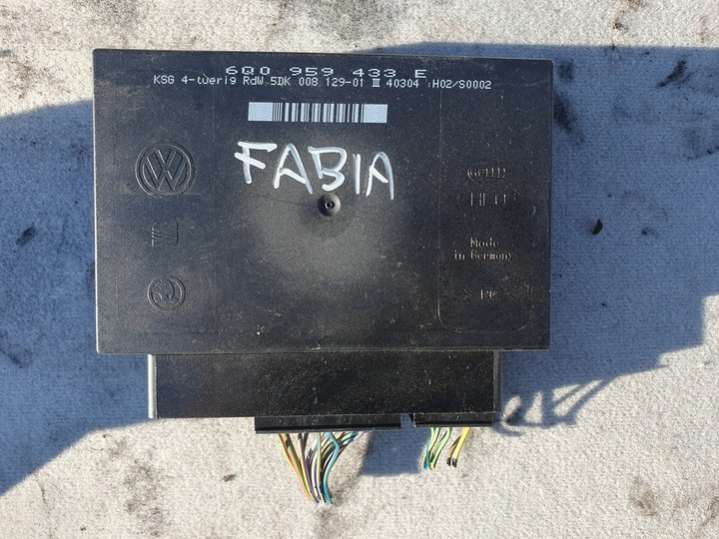 6Q0 959 433 E
KSG 4-tuerig RdW 5DK 008 129-01 III 40304 :H02/S0002
FABIA
Made
in Germany